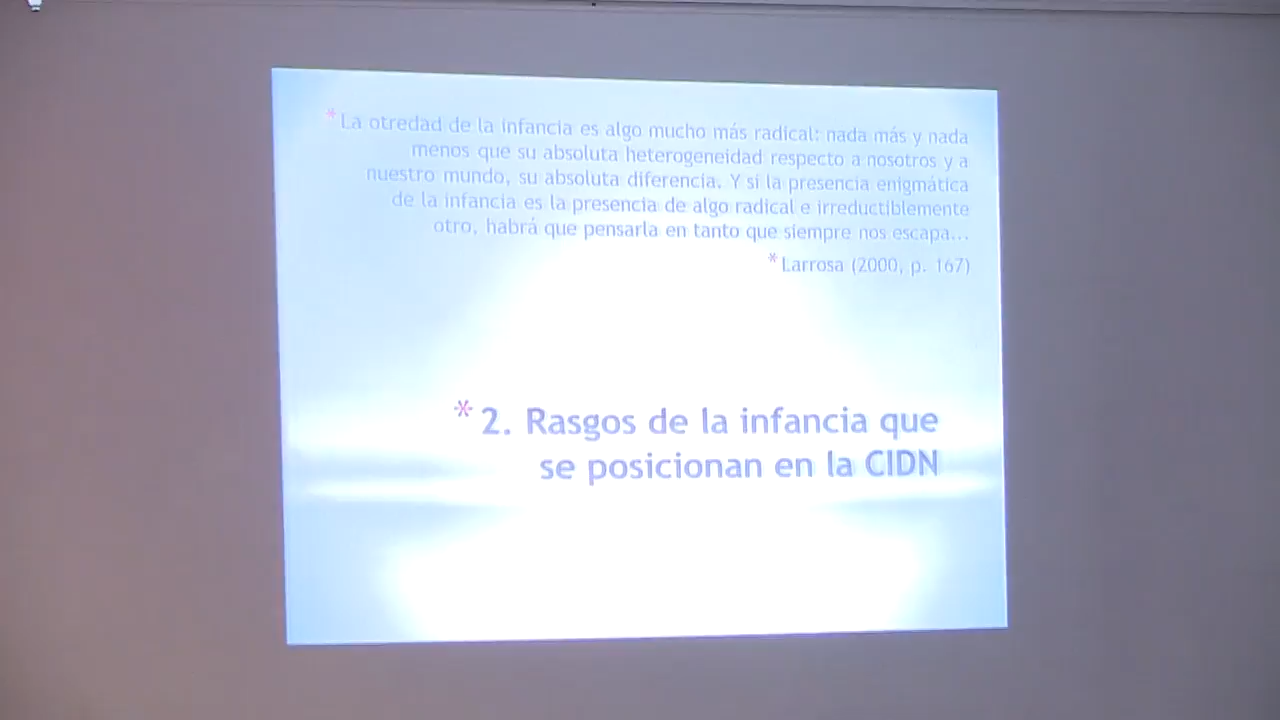 *La otredad de la infancia es algo mucho más radical: nada más y nada
menos que su absoluta heterogeneidad respecto a nosotros y a
nuestro mundo, su absoluta diferencia. Y si la presencia enigmática
de la infancia es la presencia de algo radical e irreductiblemente
otro, habrá que pensarla en tanto que siempre nos escapa...
*Larrosa (2000, p. 167)
*2. Rasgos de la infancia que
se posicionan en la CIDN